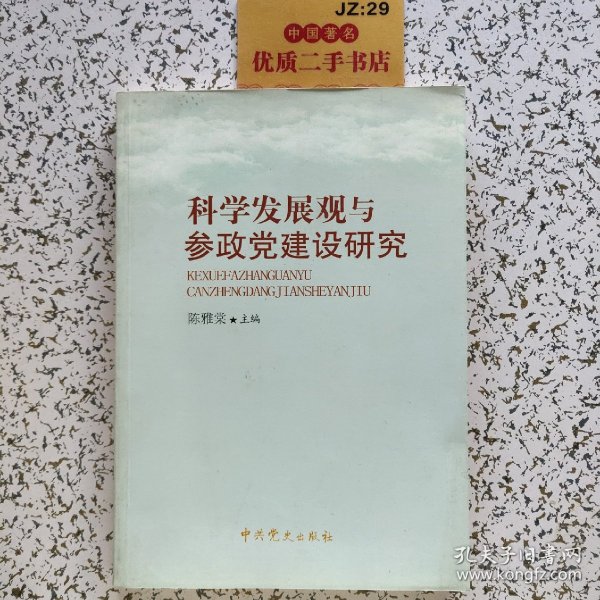 JZ:29
中国著名
优质二手书店
科学发展观与
参政党建设研究
KEXUEFAZHANGUANYU
CANZHENGDANGJIANSHEYANJIU
陈雅棠★主编
中共党史出版社
孔夫子旧书网
www.kongfz.com